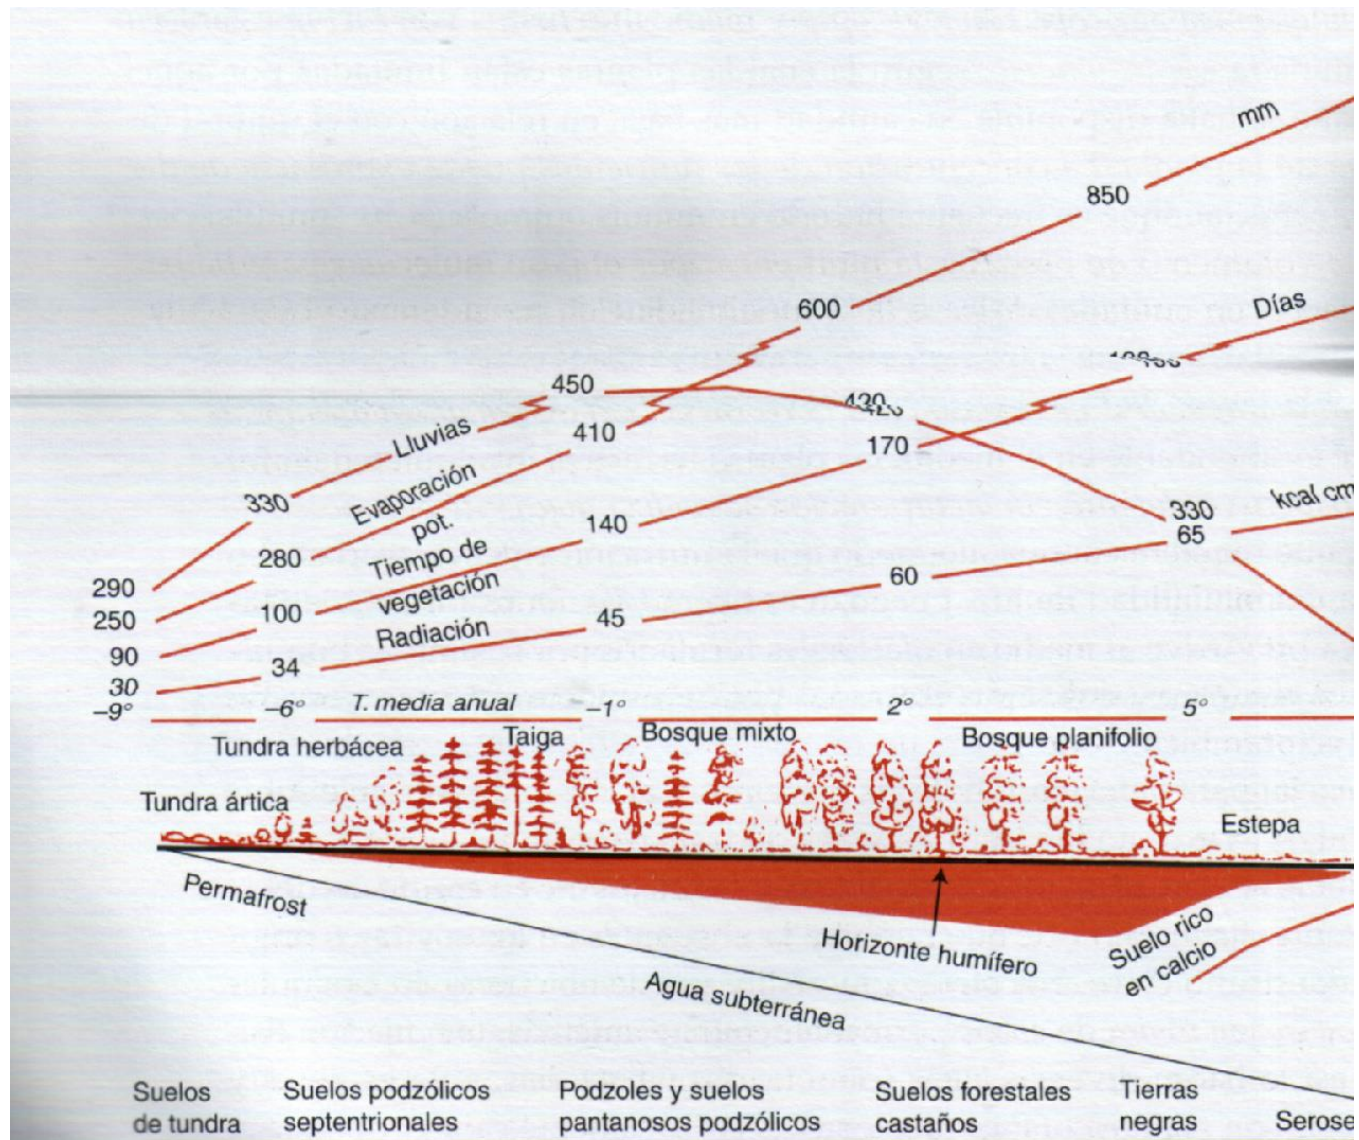 mm
850
600
Días
450
430
410
Lluvias
170
330
Evaporación
pot.
330
kcal cm
280
Tiempo de
vegetación
140
65
290
250
100
60
90
Radiación
45
30
34
–9°
–6°
T. media anual
–1°
2°
5°
Tundra herbácea
Taiga
Bosque mixto
Bosque planifolio
Tundra ártica
Estepa
Permafrost
Horizonte humífero
Suelo rico
en calcio
Agua subterránea
Suelos
de tundra
Suelos podzólicos
septentrionales
Podzoles y suelos
pantanosos podzólicos
Suelos forestales
castaños
Tierras
negras
Serose